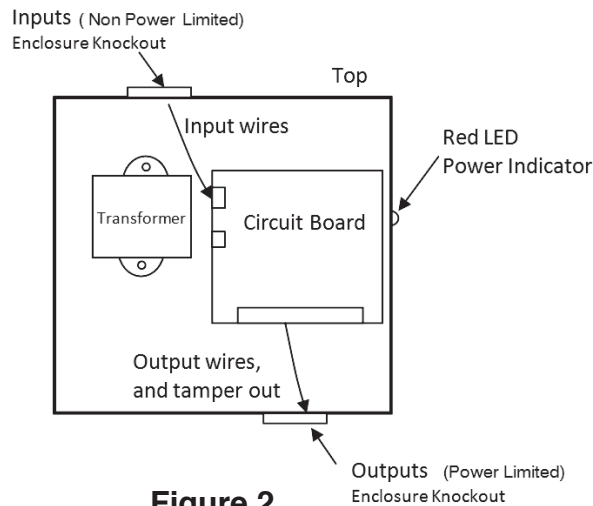 Inputs ( Non Power Limited)
Enclosure Knockout
Top
Input wires
Red LED
Power Indicator
Transformer
Circuit Board
Output wires,
and tamper out
Outputs (Power Limited)
Enclosure Knockout
Figure 2